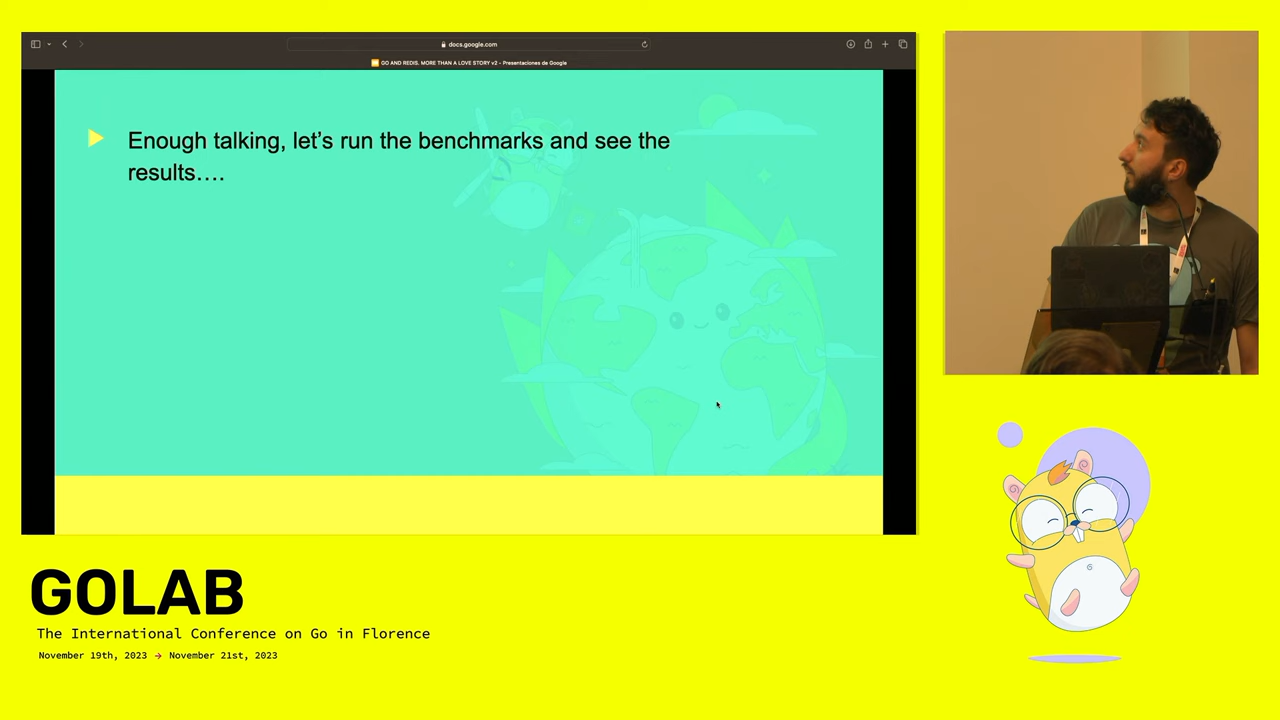 docs.google.com
GO AND REDIS. MORE THAN A LOVE STORY v2 - Presentaciones de Google
Enough talking, let's run the benchmarks and see the
results….
GOLAB
The International Conference on Go in Florence
November 19th, 2023 → November 21st, 2023